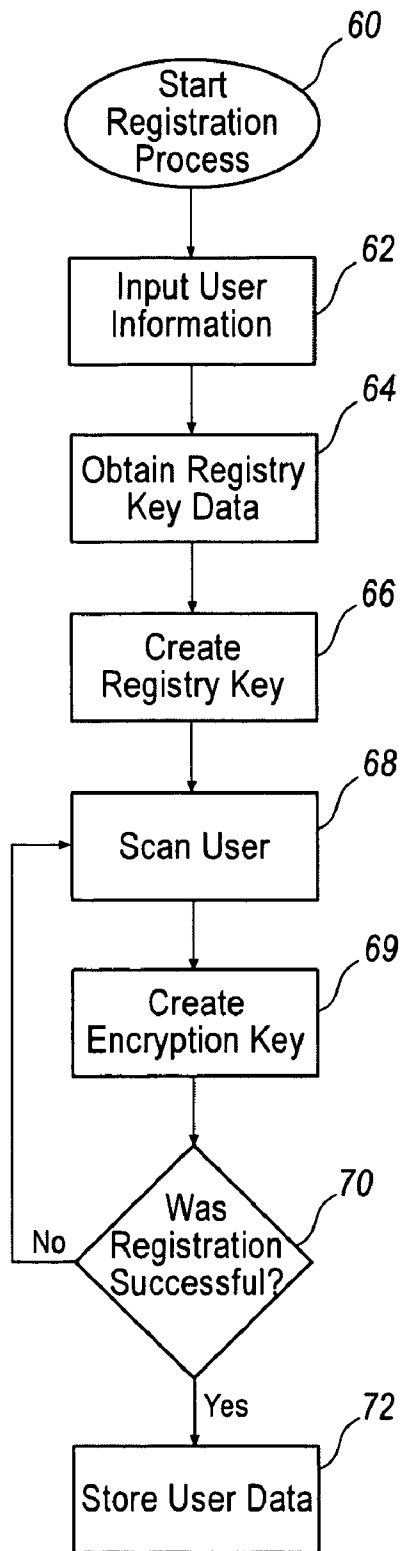 60
Start
Registration
Process
62
Input User
Information
64
Obtain Registry
Key Data
66
Create
Registry Key
68
Scan User
69
Create
Encryption Key
70
Was
Registration
Successful?
No
Yes
72
Store User Data